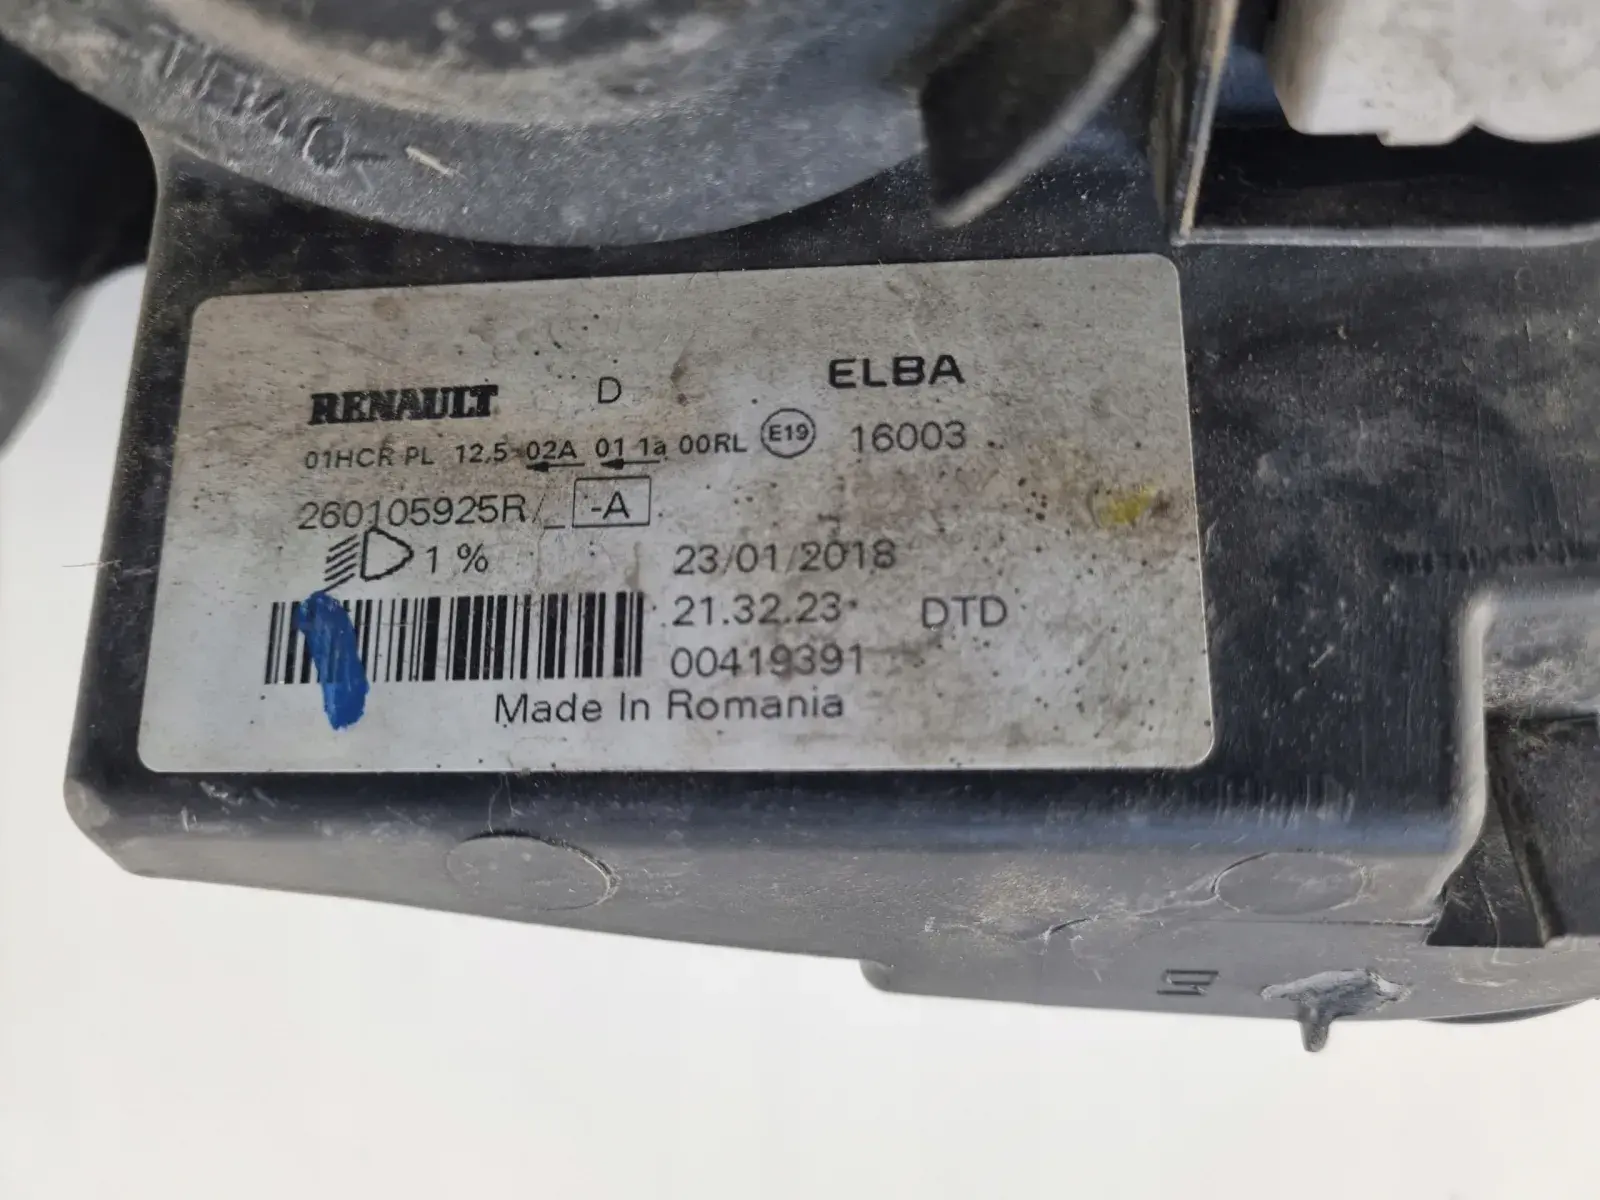 RENAULT D ELBA
01HCR PL 12.5 02A 01 1a 00RL E19 16003
260105925R/_ -A
1 % 23/01/2018
21.32.23 DTD
00419391
Made In Romania